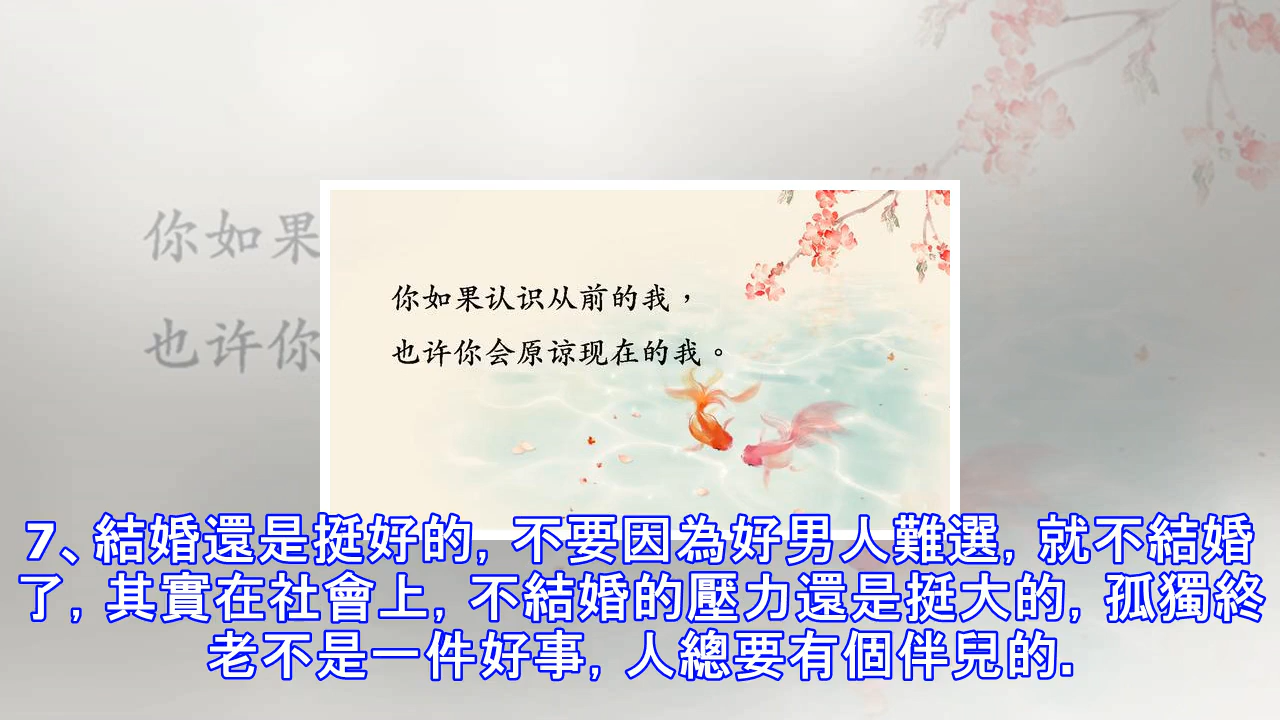 你如果
也许你
你如果认识从前的我，
也许你会原谅现在的我。
7、結婚還是挺好的, 不要因為好男人難選, 就不結婚
了, 其實在社會上, 不結婚的壓力還是挺大的, 孤獨終
老不是一件好事, 人總要有個伴兒的.